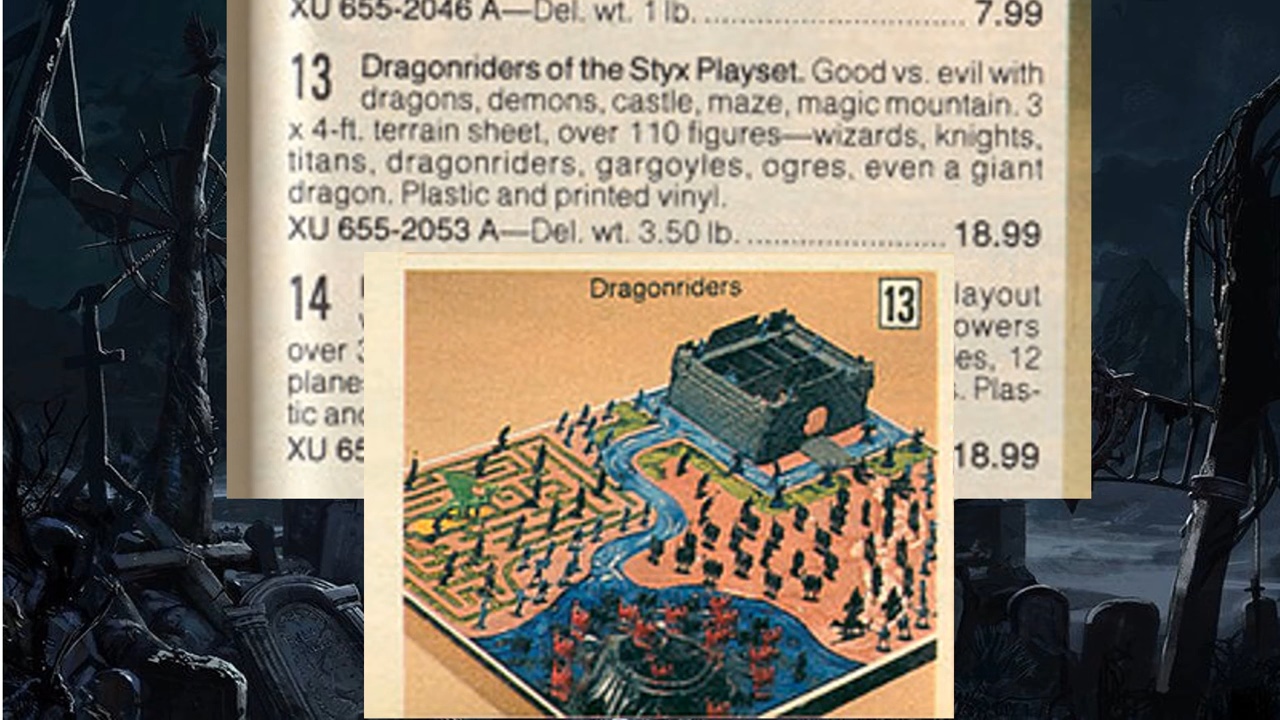 XU 655-2046 A—Del. wt. 1 lb. .............................. 7.99
13 Dragonriders of the Styx Playset. Good vs. evil with
dragons, demons, castle, maze, magic mountain. 3
x 4-ft. terrain sheet, over 110 figures—wizards, knights,
titans, dragonriders, gargoyles, ogres, even a giant
dragon. Plastic and printed vinyl.
XU 655-2053 A—Del. wt. 3.50 lb. ...................... 18.99
14 layout
owers
over
es, 12
plane
. Plas-
tic and
XU 65 18.99
Dragonriders
13